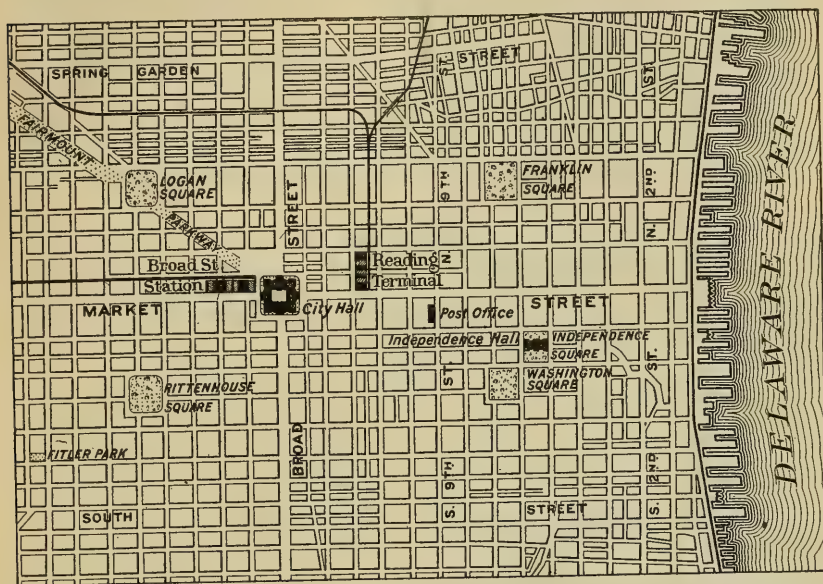 STREET
ST.
ST.
SPRING GARDEN
FAIRMOUNT
PARKWAY
LOGAN
SQUARE
STREET
9TH
N.
FRANKLIN
SQUARE
2ND
N.
DELAWARE RIVER
Broad St
Station
Reading
Terminal
MARKET
City Hall
Post Office
STREET
Independence Hall
INDEPENDENCE
SQUARE
ST.
ST.
WASHINGTON
SQUARE
RITTENHOUSE
SQUARE
FITLER PARK
BROAD
S. 9TH
S. 2ND
SOUTH
STREET